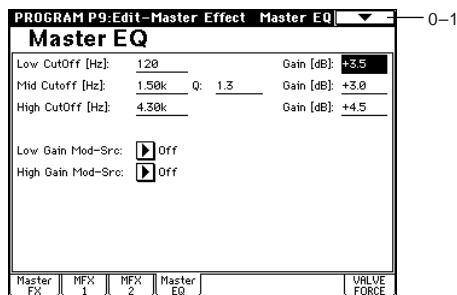 PROGRAM P9:Edit-Master Effect Master EQ 0–1
Master EQ
Low CutOff [Hz]: 120 Gain [dB]: +3.5
Mid Cutoff [Hz]: 1.50k Q: 1.3 Gain [dB]: +3.0
High CutOff [Hz]: 4.30k Gain [dB]: +4.5
Low Gain Mod-Src: Off
High Gain Mod-Src: Off
Master FX MFX 1 MFX 2 Master EQ VALVE FORCE